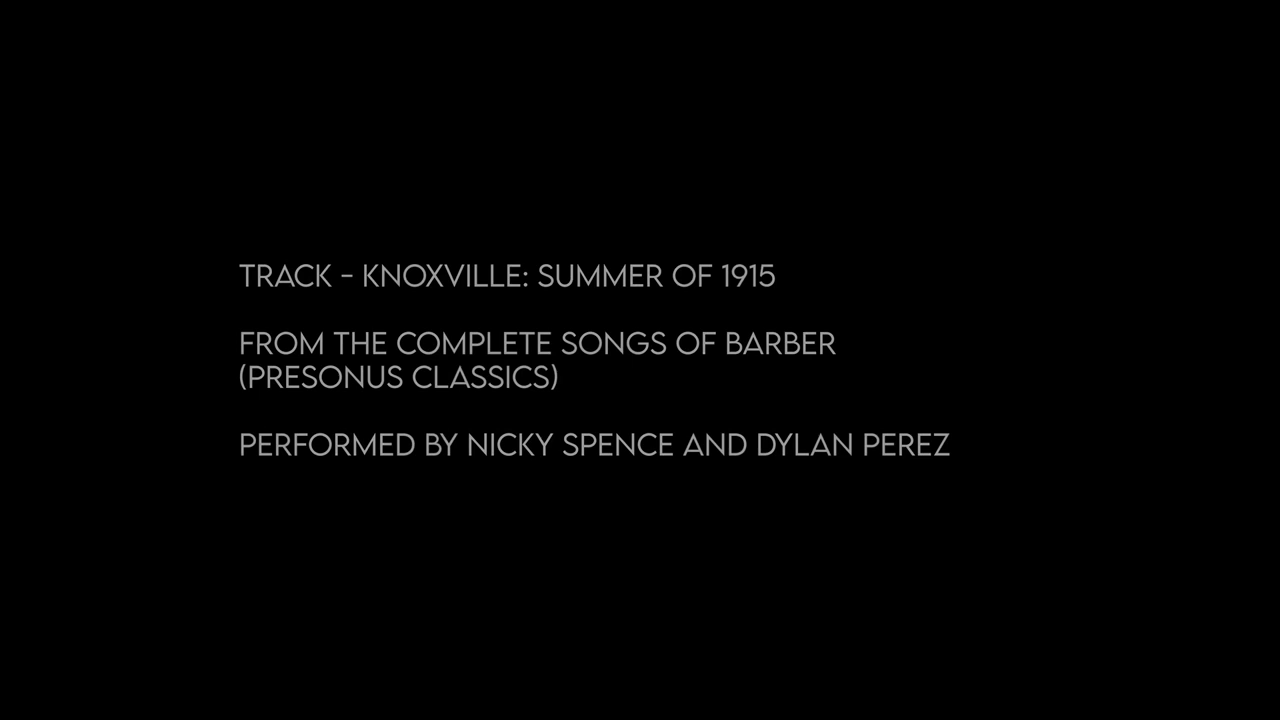 TRACK - KNOXVILLE: SUMMER OF 1915
FROM THE COMPLETE SONGS OF BARBER
(PRESONUS CLASSICS)
PERFORMED BY NICKY SPENCE AND DYLAN PEREZ